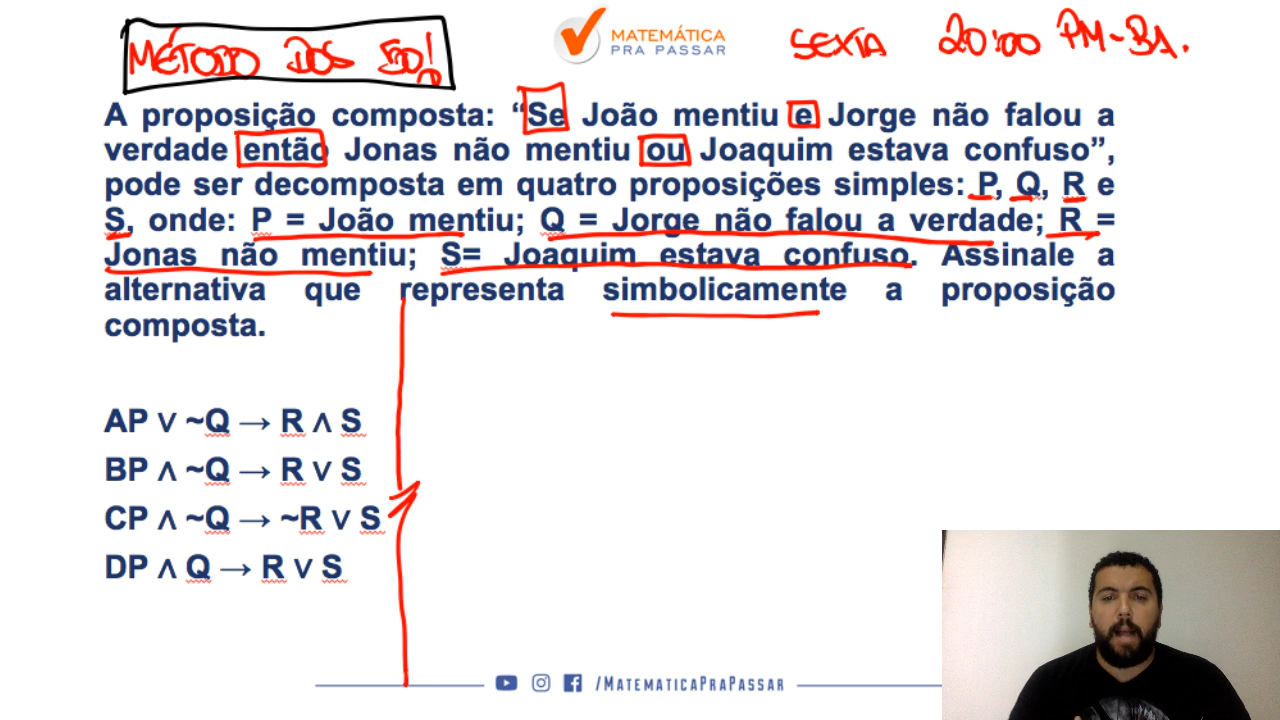 MÉTODO DOS 50!
MATEMÁTICA
PRA PASSAR
SEXTA 20:00 PM-BA.
A proposição composta: “Se João mentiu e Jorge não falou a
verdade então Jonas não mentiu ou Joaquim estava confuso”,
pode ser decomposta em quatro proposições simples: P, Q, R e
S, onde: P = João mentiu; Q = Jorge não falou a verdade; R =
Jonas não mentiu; S= Joaquim estava confuso. Assinale a
alternativa que representa simbolicamente a proposição
composta.
AP ∨ ~Q → R ∧ S
BP ∧ ~Q → R ∨ S
CP ∧ ~Q → ~R ∨ S
DP ∧ Q → R ∨ S
/MATEMATICAPRAPASSAR